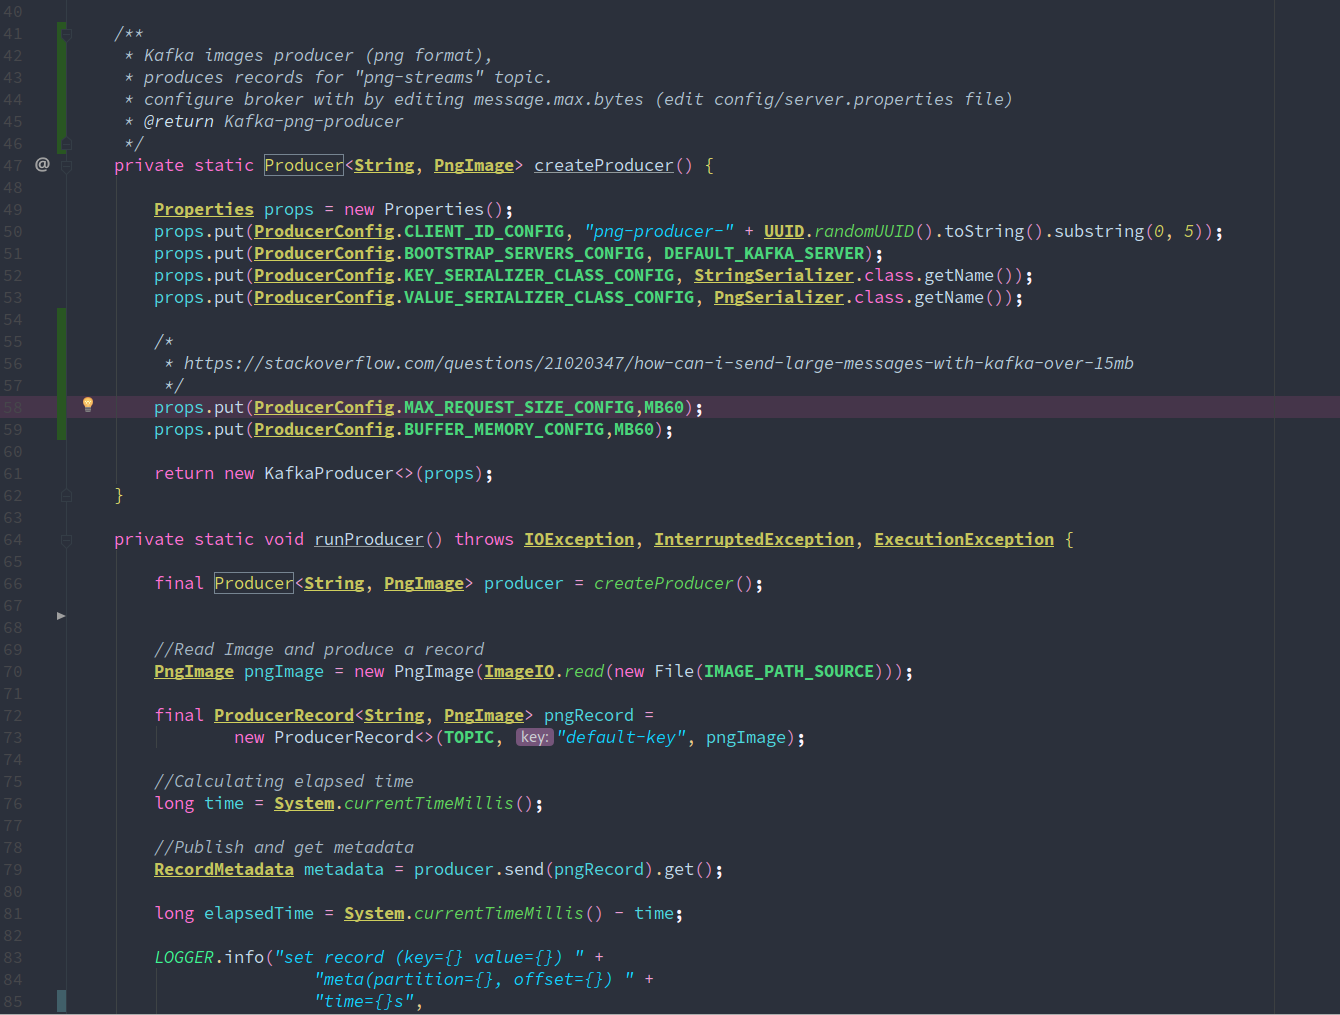 40
41 /**
42 * Kafka images producer (png format),
43 * produces records for "png-streams" topic.
44 * configure broker with by editing message.max.bytes (edit config/server.properties file)
45 * @return Kafka-png-producer
46 */
47 @ private static Producer<String, PngImage> createProducer() {
48
49 Properties props = new Properties();
50 props.put(ProducerConfig.CLIENT_ID_CONFIG, "png-producer-" + UUID.randomUUID().toString().substring(0, 5));
51 props.put(ProducerConfig.BOOTSTRAP_SERVERS_CONFIG, DEFAULT_KAFKA_SERVER);
52 props.put(ProducerConfig.KEY_SERIALIZER_CLASS_CONFIG, StringSerializer.class.getName());
53 props.put(ProducerConfig.VALUE_SERIALIZER_CLASS_CONFIG, PngSerializer.class.getName());
54
55 /*
56 * https://stackoverflow.com/questions/21020347/how-can-i-send-large-messages-with-kafka-over-15mb
57 */
58 props.put(ProducerConfig.MAX_REQUEST_SIZE_CONFIG,MB60);
59 props.put(ProducerConfig.BUFFER_MEMORY_CONFIG,MB60);
60
61 return new KafkaProducer<>(props);
62 }
63
64 private static void runProducer() throws IOException, InterruptedException, ExecutionException {
65
66 final Producer<String, PngImage> producer = createProducer();
67
68
69 //Read Image and produce a record
70 PngImage pngImage = new PngImage(ImageIO.read(new File(IMAGE_PATH_SOURCE)));
71
72 final ProducerRecord<String, PngImage> pngRecord =
73 new ProducerRecord<>(TOPIC, key: "default-key", pngImage);
74
75 //Calculating elapsed time
76 long time = System.currentTimeMillis();
77
78 //Publish and get metadata
79 RecordMetadata metadata = producer.send(pngRecord).get();
80
81 long elapsedTime = System.currentTimeMillis() - time;
82
83 LOGGER.info("set record (key={} value={}) " +
84 "meta(partition={}, offset={}) " +
85 "time={}s",